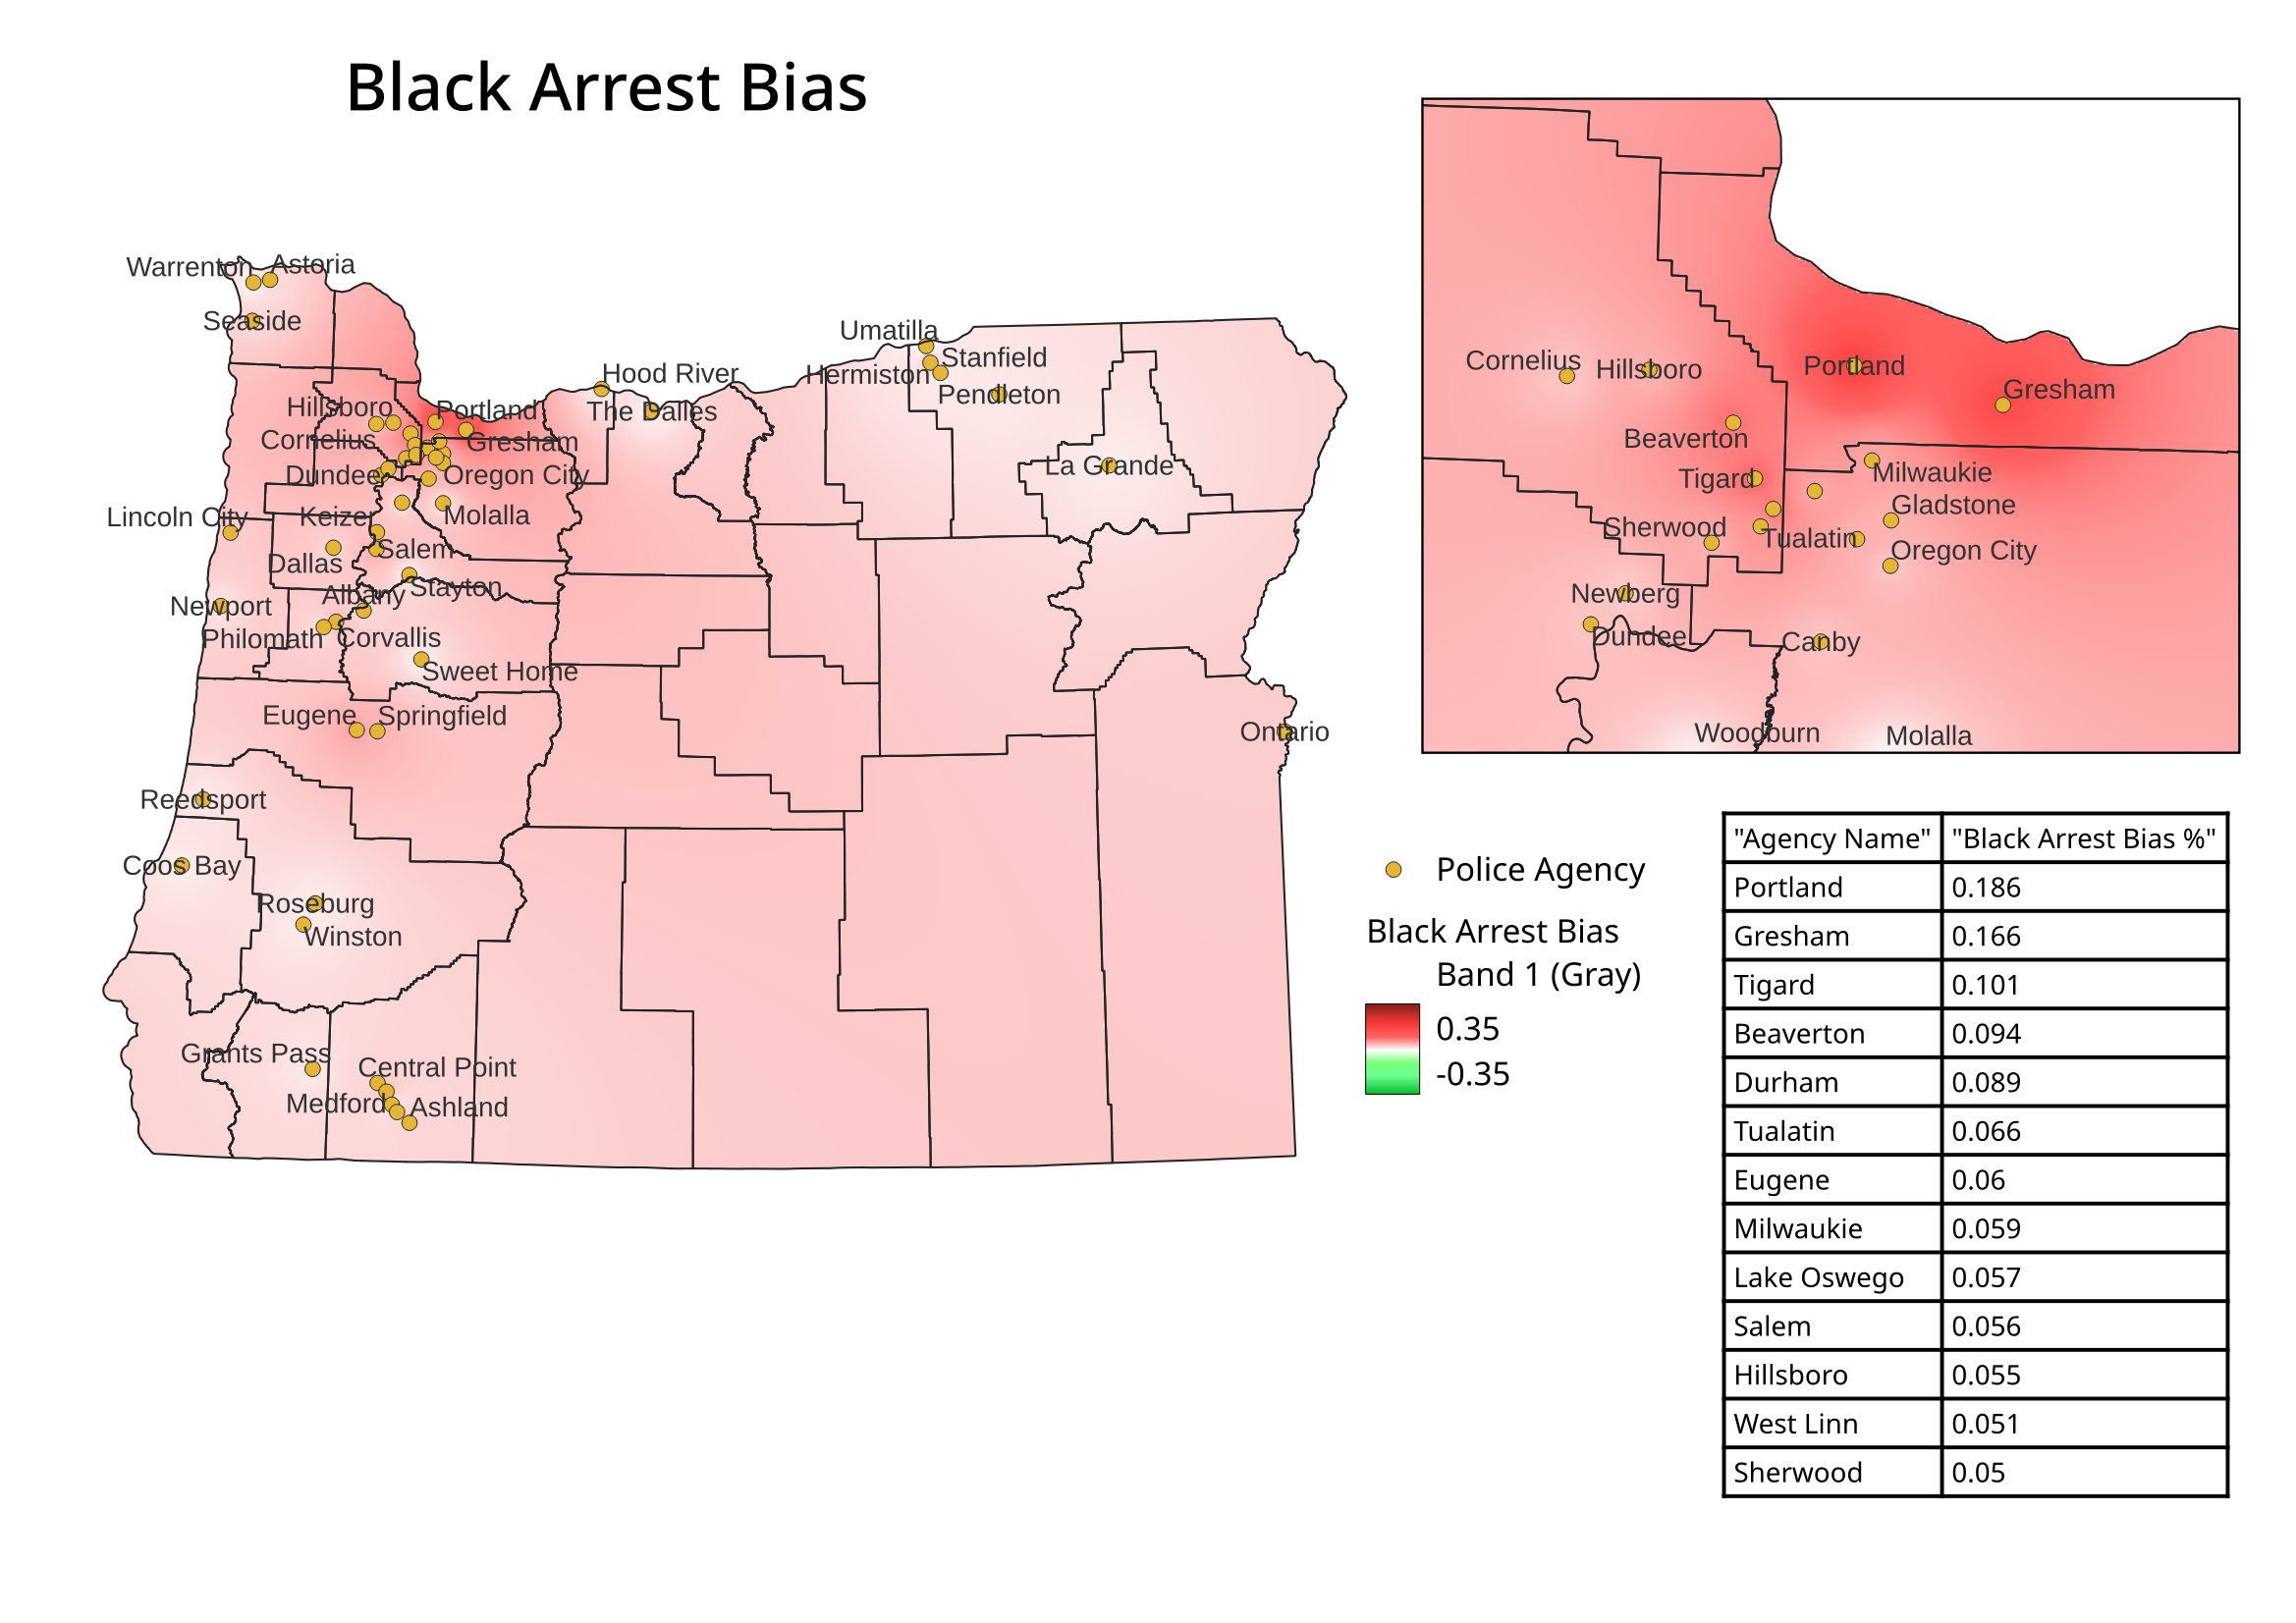 Black Arrest Bias
Warrenton
Astoria
Seaside
Umatilla
Stanfield
Hermiston
Pendleton
Hood River
The Dalles
Hillsboro
Portland
Cornelius
Gresham
Dundee
Oregon City
La Grande
Lincoln City
Keizer
Molalla
Dallas
Salem
Stayton
Albany
Newport
Philomath
Corvallis
Sweet Home
Eugene
Springfield
Ontario
Reedsport
Coos Bay
Roseburg
Winston
Grants Pass
Central Point
Medford
Ashland
Cornelius
Hillsboro
Portland
Gresham
Beaverton
Tigard
Milwaukie
Gladstone
Sherwood
Tualatin
Oregon City
Newberg
Dundee
Canby
Woodburn
Molalla
Police Agency
Black Arrest Bias
Band 1 (Gray)
0.35
-0.35
"Agency Name" "Black Arrest Bias %"
Portland 0.186
Gresham 0.166
Tigard 0.101
Beaverton 0.094
Durham 0.089
Tualatin 0.066
Eugene 0.06
Milwaukie 0.059
Lake Oswego 0.057
Salem 0.056
Hillsboro 0.055
West Linn 0.051
Sherwood 0.05